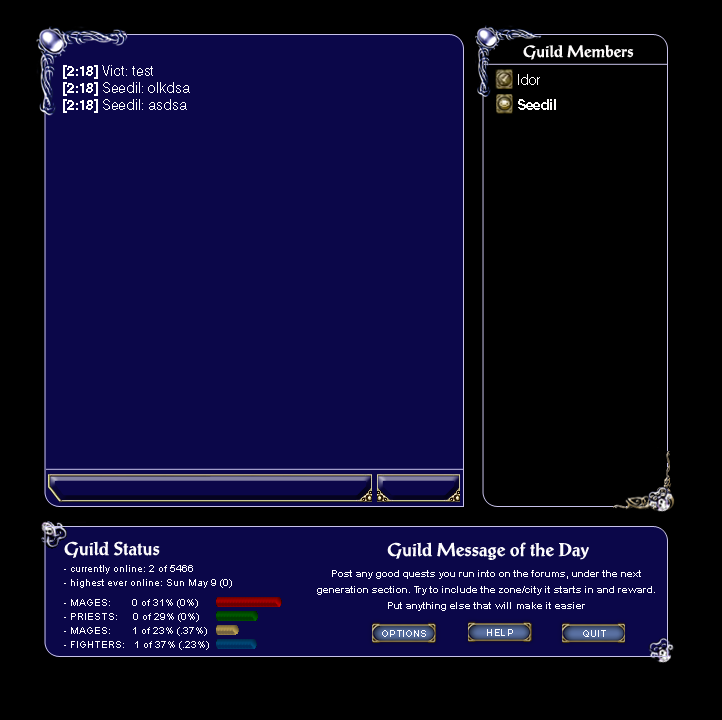 [2:18] Vict: test
[2:18] Seedil: olkdsa
[2:18] Seedil: asdsa
Guild Members
Idor
Seedil
Guild Status
- currently online: 2 of 5466
- highest ever online: Sun May 9 (0)
- MAGES: 0 of 31% (0%)
- PRIESTS: 0 of 29% (0%)
- MAGES: 1 of 23% (.37%)
- FIGHTERS: 1 of 37% (.23%)
Guild Message of the Day
Post any good quests you run into on the forums, under the next
generation section. Try to include the zone/city it starts in and reward.
Put anything else that will make it easier
OPTIONS
HELP
QUIT